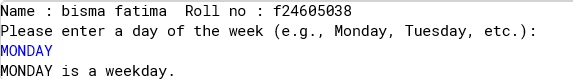 Name : bisma fatima  Roll no : f24605038
Please enter a day of the week (e.g., Monday, Tuesday, etc.):
MONDAY
MONDAY is a weekday.